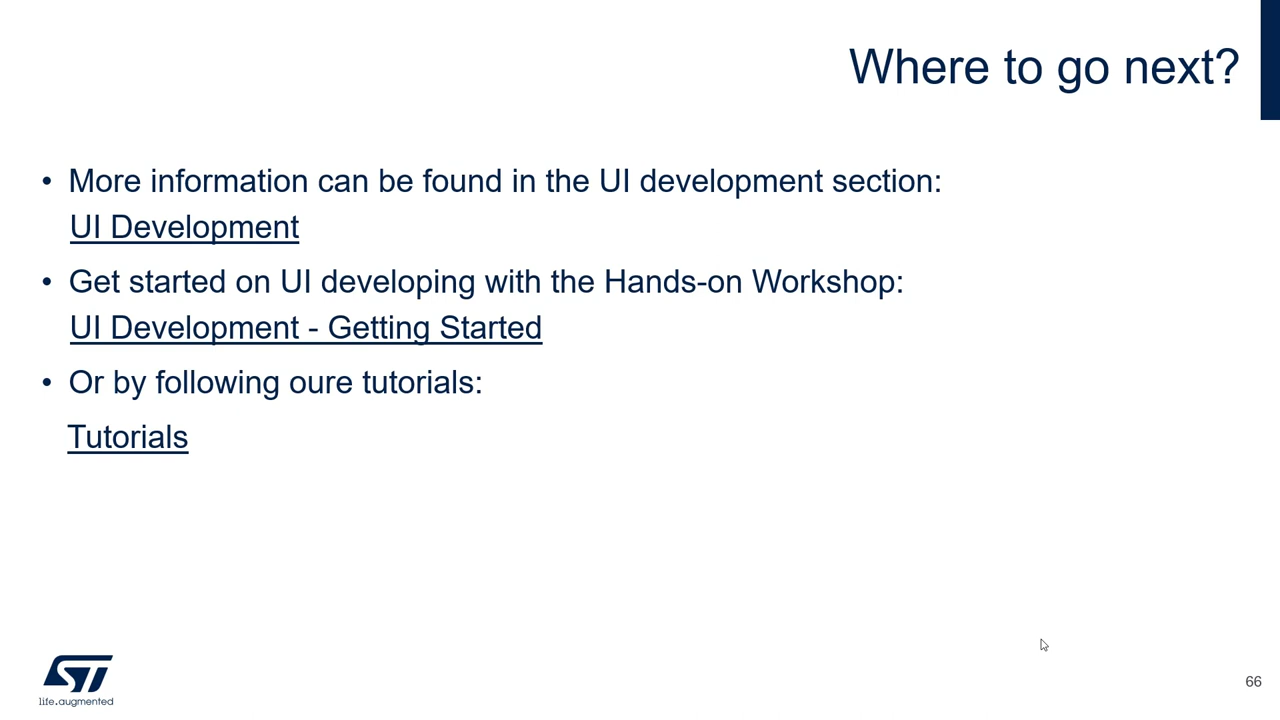 Where to go next?
• More information can be found in the UI development section:
UI Development
• Get started on UI developing with the Hands-on Workshop:
UI Development - Getting Started
• Or by following oure tutorials:
Tutorials
ST
life.augmented
66